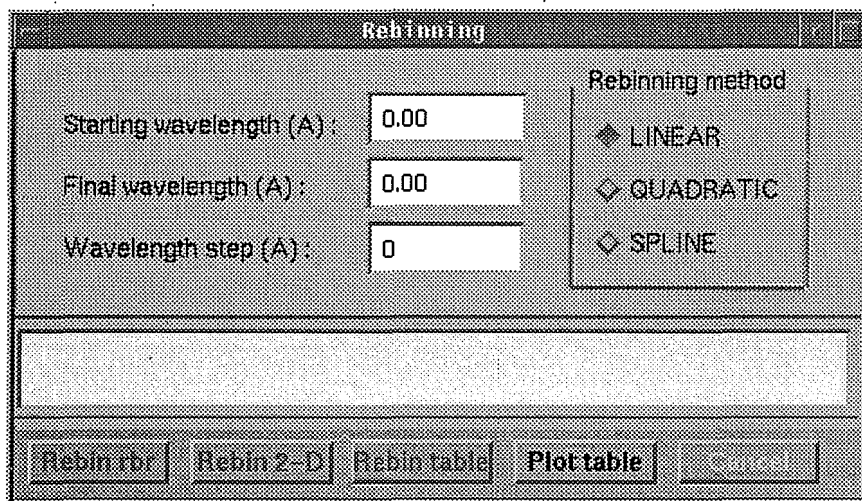 Rebinning
Rebinning method
Starting wavelength (A) : 0.00
LINEAR
Final wavelength (A) : 0.00
QUADRATIC
Wavelength step (A) : 0
SPLINE
Rebin rbr Rebin 2-D Rebin table Plot table